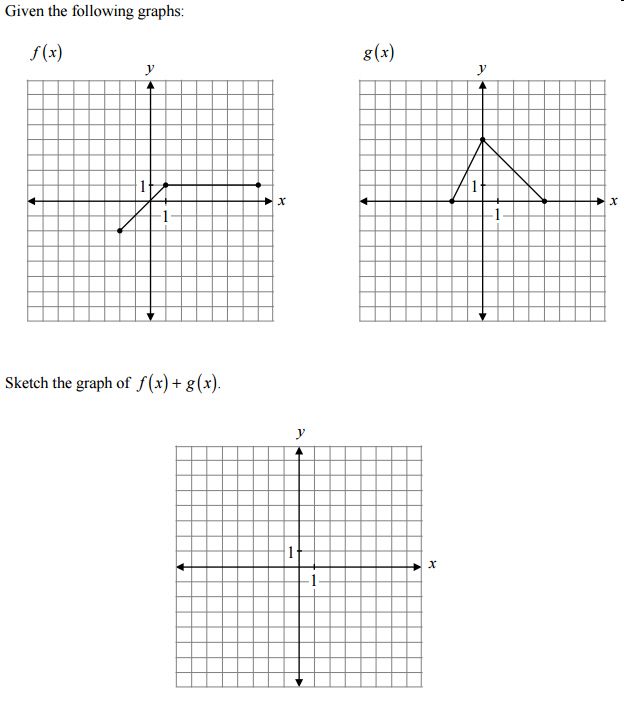 Given the following graphs:
f(x)
g(x)
y
y
1
1
x
x
1
1
Sketch the graph of f(x) + g(x).
y
1
x
1